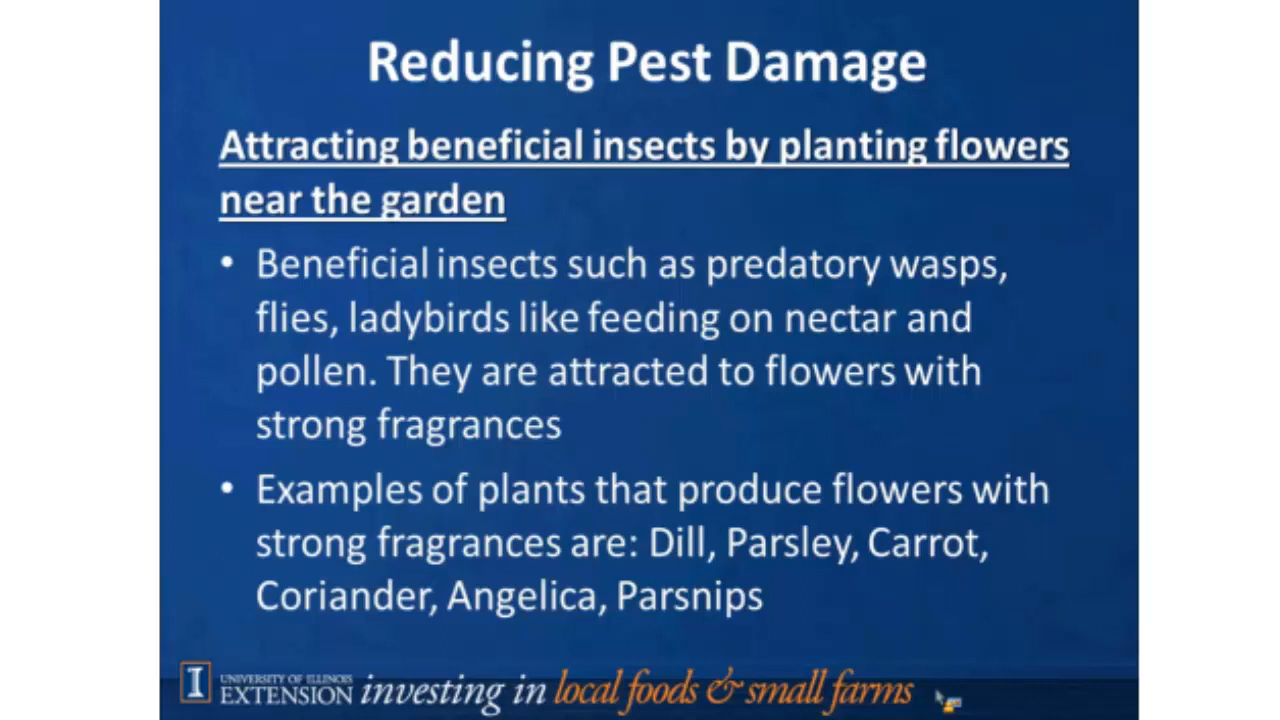 Reducing Pest Damage
Attracting beneficial insects by planting flowers
near the garden
• Beneficial insects such as predatory wasps,
flies, ladybirds like feeding on nectar and
pollen. They are attracted to flowers with
strong fragrances
• Examples of plants that produce flowers with
strong fragrances are: Dill, Parsley, Carrot,
Coriander, Angelica, Parsnips
I UNIVERSITY OF ILLINOIS
EXTENSION investing in local foods & small farms